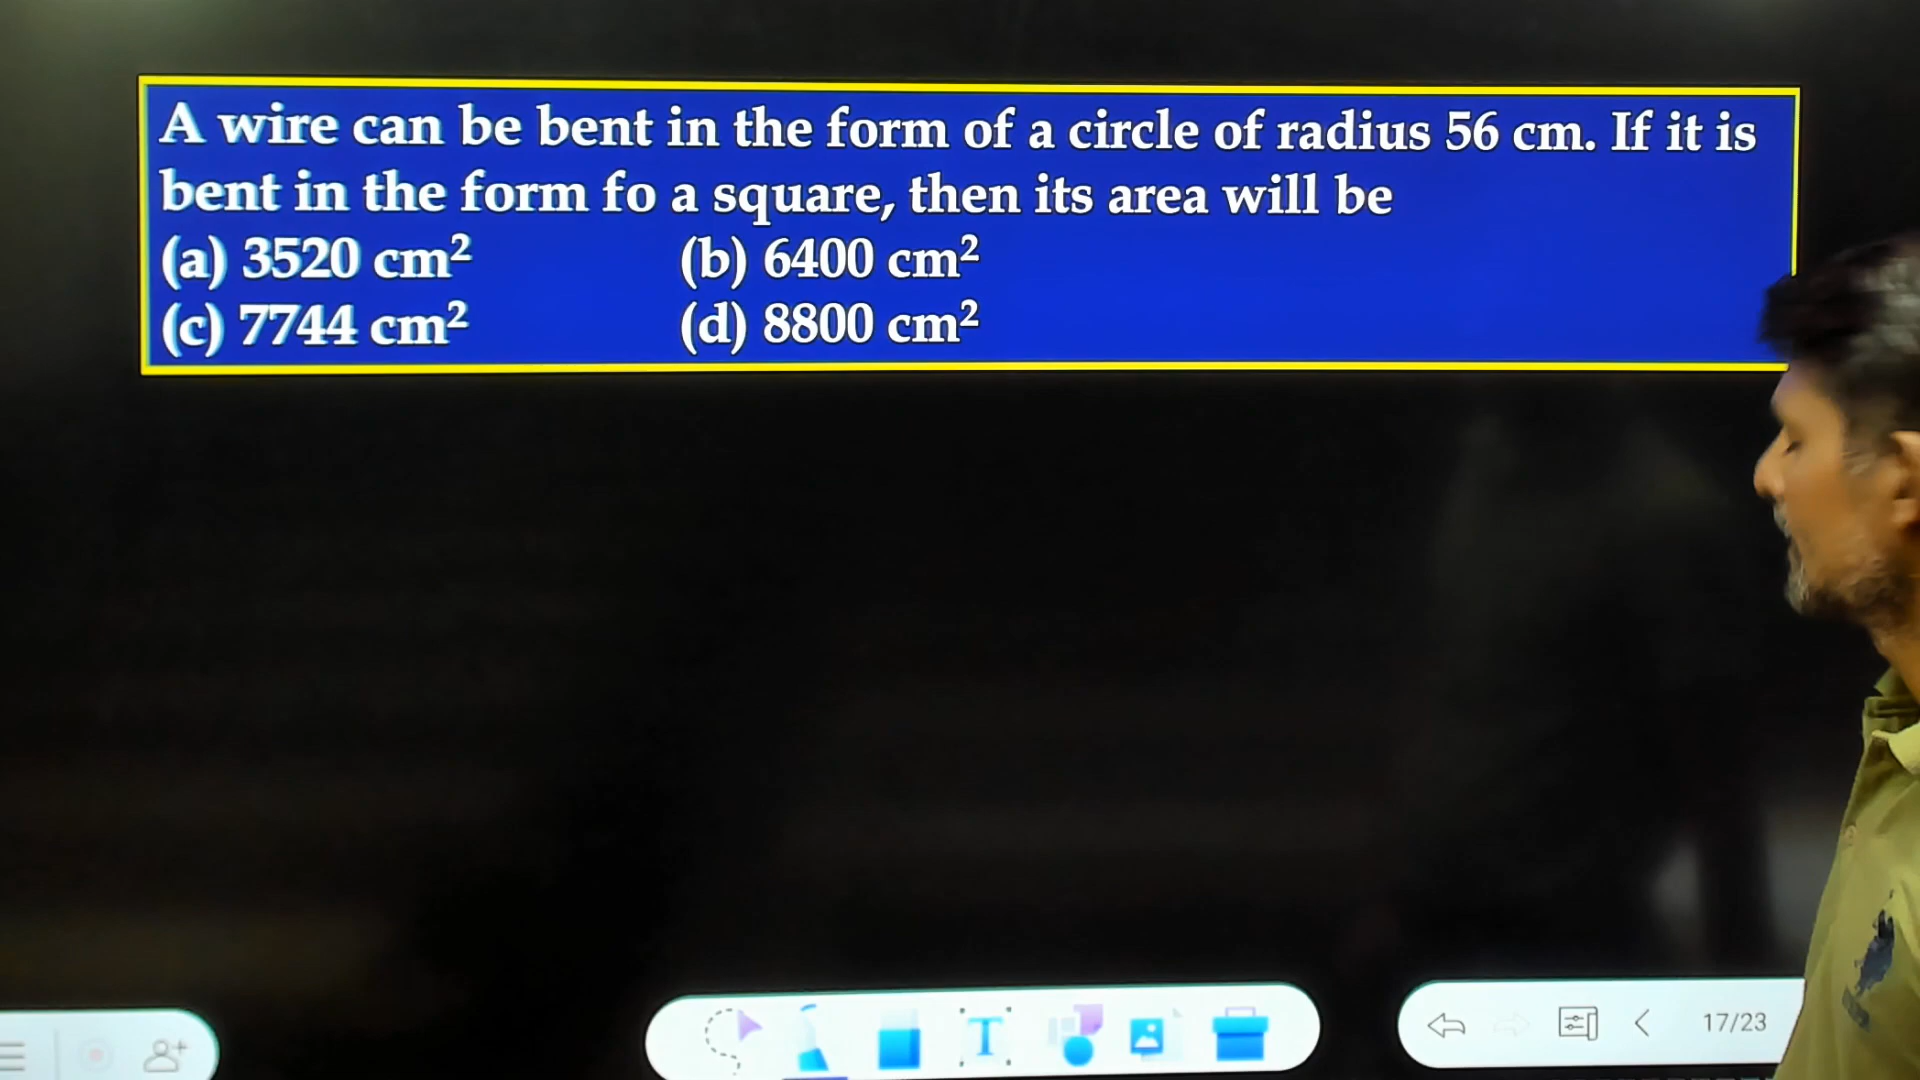 A wire can be bent in the form of a circle of radius 56 cm. If it is
bent in the form fo a square, then its area will be
(a) 3520 cm² (b) 6400 cm²
(c) 7744 cm² (d) 8800 cm²
T
17/23